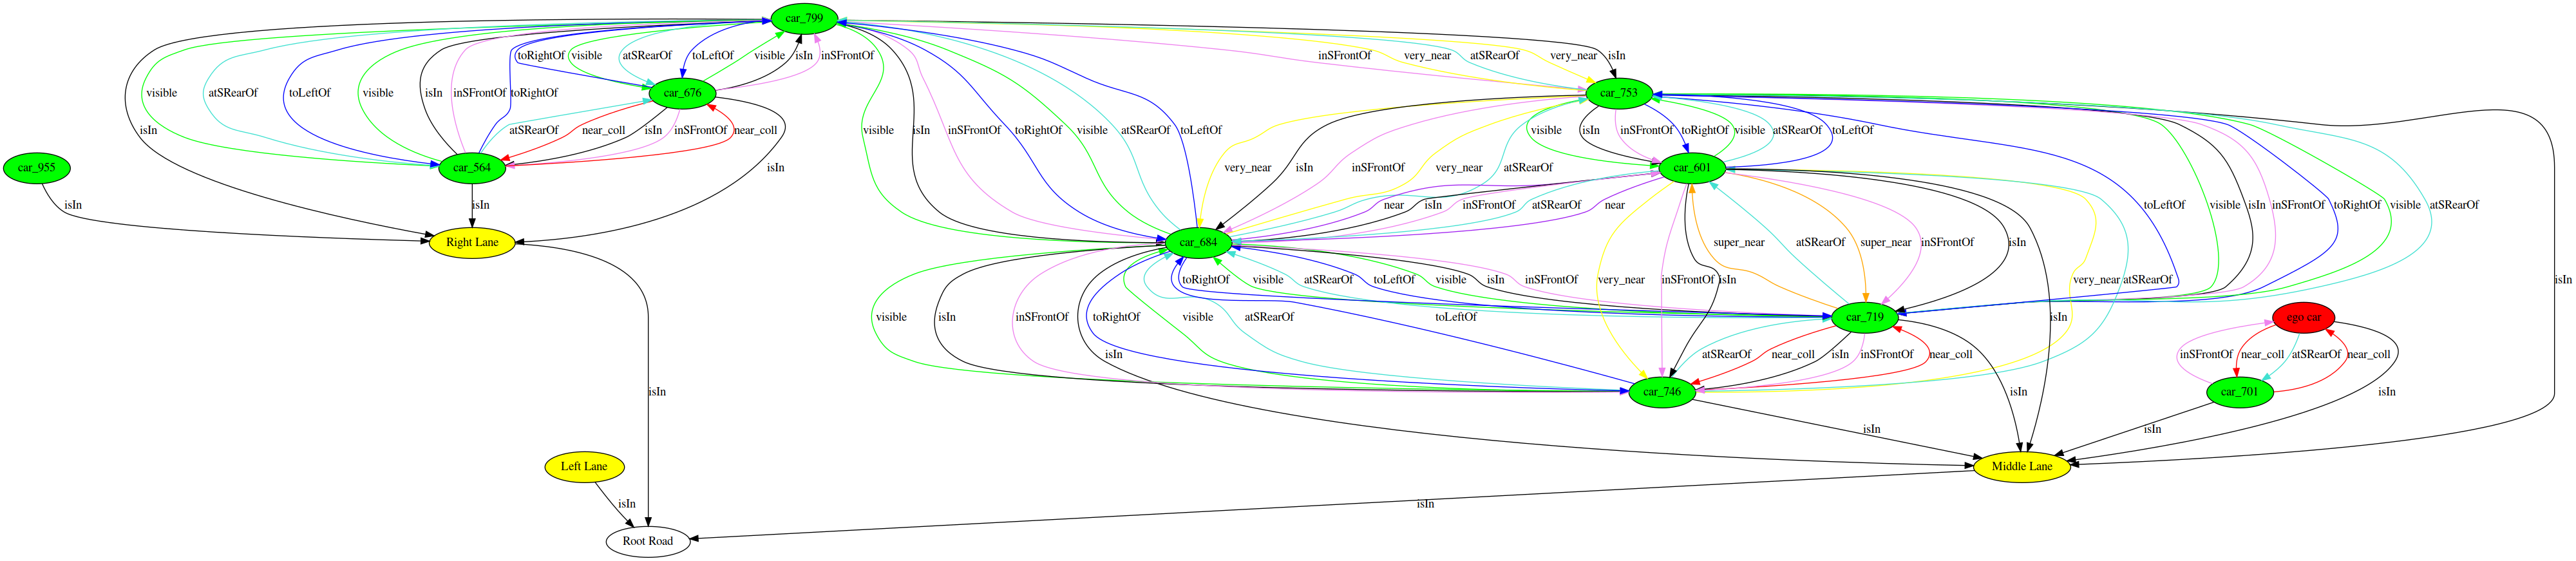 car_799
toRightOf visible atSRearOf toLeftOf visible isIn inSFrontOf inSFrontOf very_near atSRearOf very_near isIn
visible atSRearOf toLeftOf visible isIn inSFrontOf toRightOf car_676 car_753
isIn atSRearOf near_coll isIn inSFrontOf near_coll visible isIn inSFrontOf toRightOf visible atSRearOf toLeftOf visible isIn inSFrontOf toRightOf visible atSRearOf toLeftOf
car_955 car_564 isIn very_near isIn inSFrontOf very_near atSRearOf car_601
isIn isIn near isIn inSFrontOf atSRearOf near toLeftOf visible isIn inSFrontOf toRightOf visible atSRearOf
Right Lane car_684 super_near atSRearOf super_near inSFrontOf isIn
toRightOf visible atSRearOf toLeftOf visible isIn inSFrontOf very_near inSFrontOf isIn very_near atSRearOf isIn
visible isIn inSFrontOf toRightOf visible atSRearOf toLeftOf car_719 isIn ego car
isIn atSRearOf near_coll isIn inSFrontOf near_coll inSFrontOf near_coll atSRearOf near_coll
isIn car_746 isIn car_701 isIn
isIn isIn
Left Lane Middle Lane
isIn isIn
Root Road